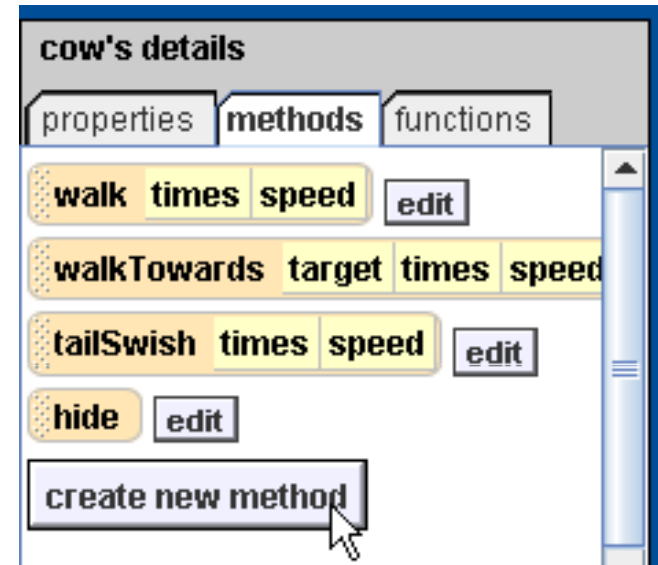 cow's details
properties methods functions
walk times speed edit
walkTowards target times speed
tailSwish times speed edit
hide edit
create new method